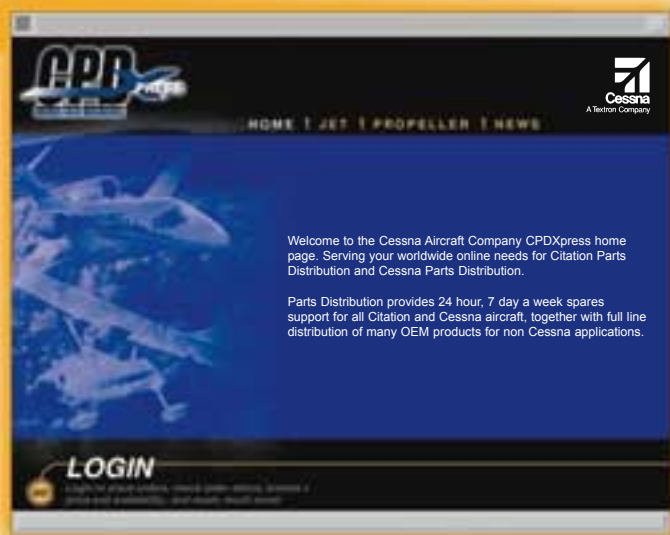 CPD
PRESS
Cessna
A Textron Company
HOME | JET | PROPELLER | NEWS
Welcome to the Cessna Aircraft Company CPDXpress home
page. Serving your worldwide online needs for Citation Parts
Distribution and Cessna Parts Distribution.
Parts Distribution provides 24 hour, 7 day a week spares
support for all Citation and Cessna aircraft, together with full line
distribution of many OEM products for non Cessna applications.
LOGIN